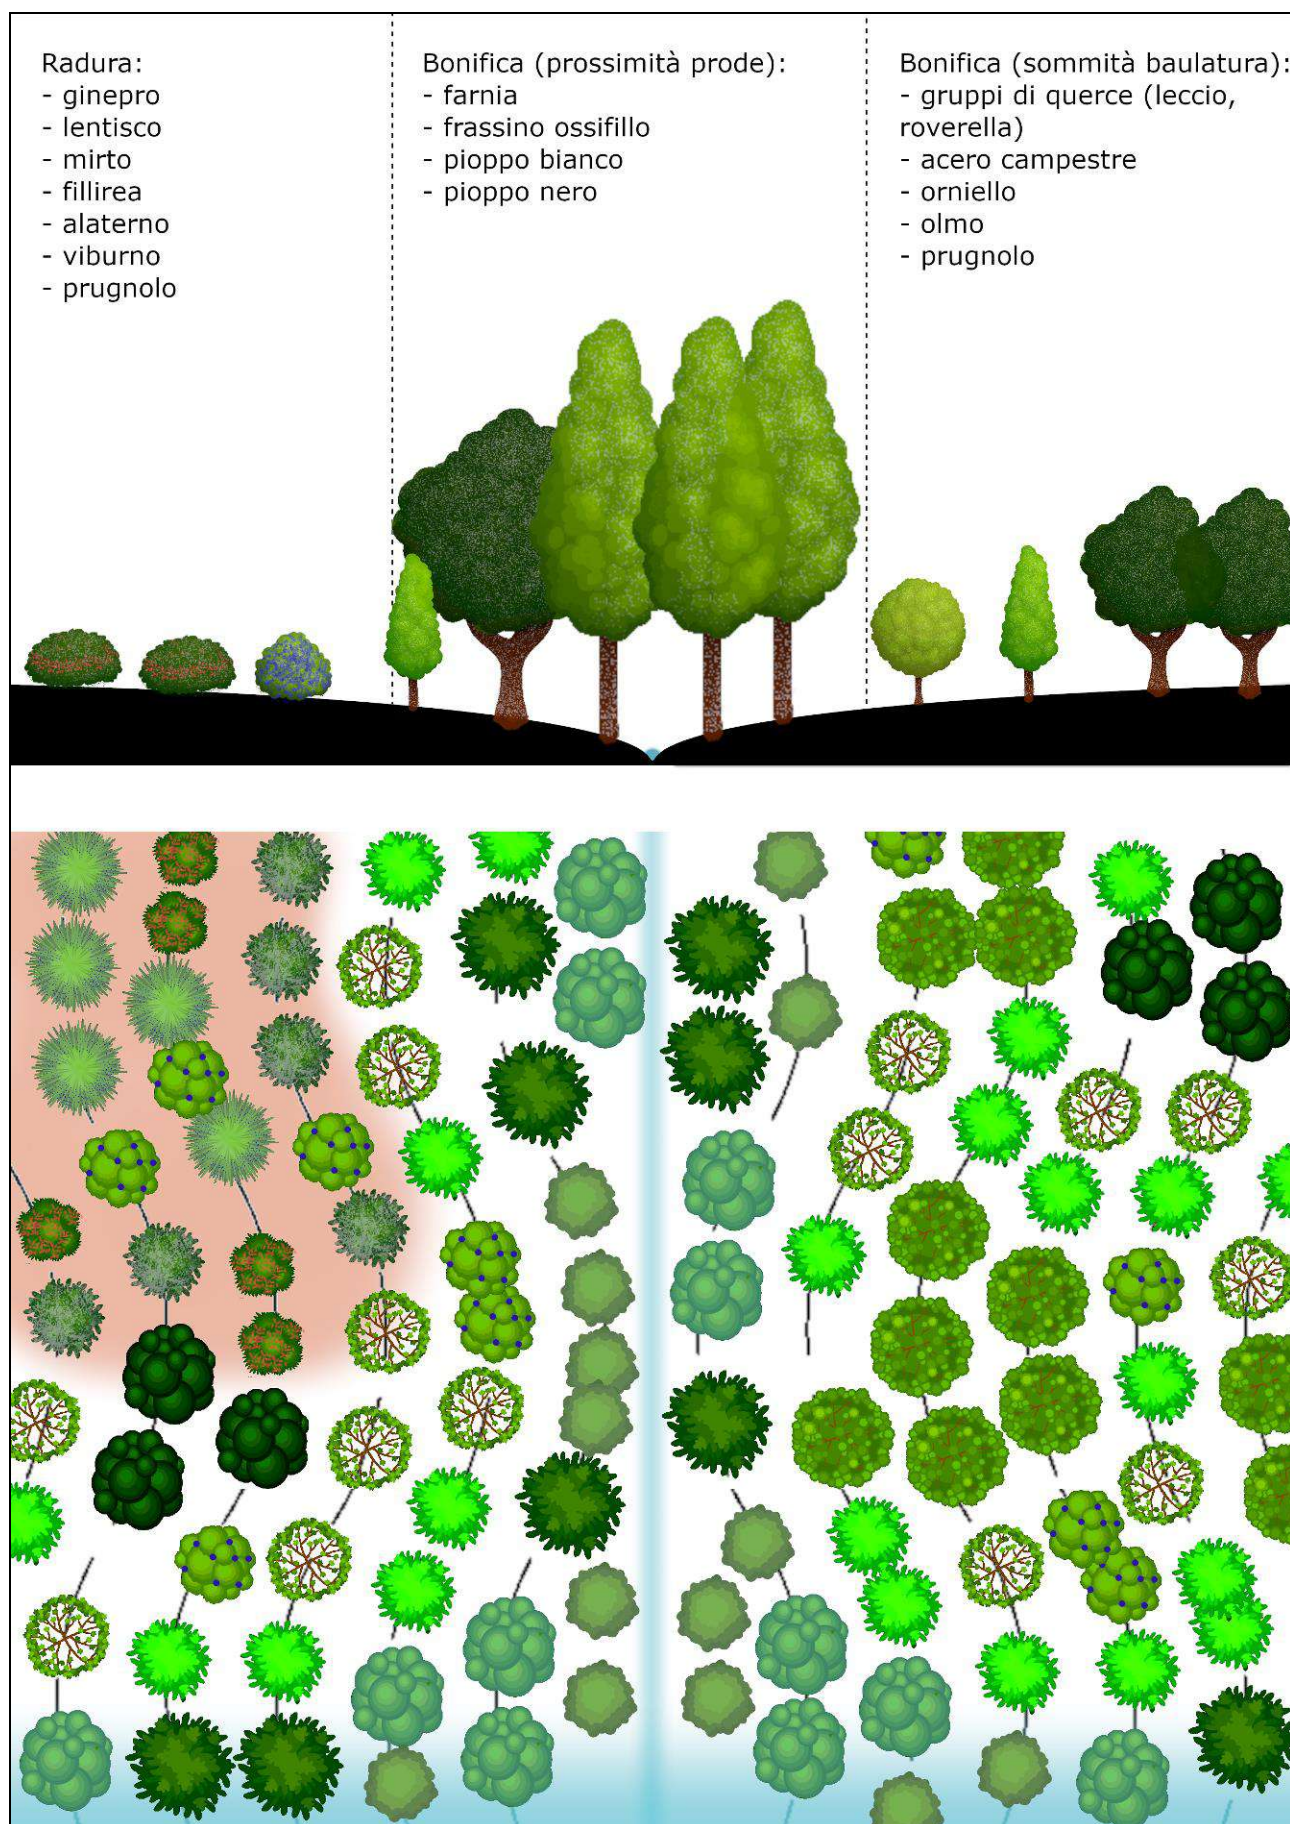 Radura:
- ginepro
- lentisco
- mirto
- fillirea
- alaterno
- viburno
- prugnolo
Bonifica (prossimità prode):
- farnia
- frassino ossifillo
- pioppo bianco
- pioppo nero
Bonifica (sommità baulatura):
- gruppi di querce (leccio,
roverella)
- acero campestre
- orniello
- olmo
- prugnolo